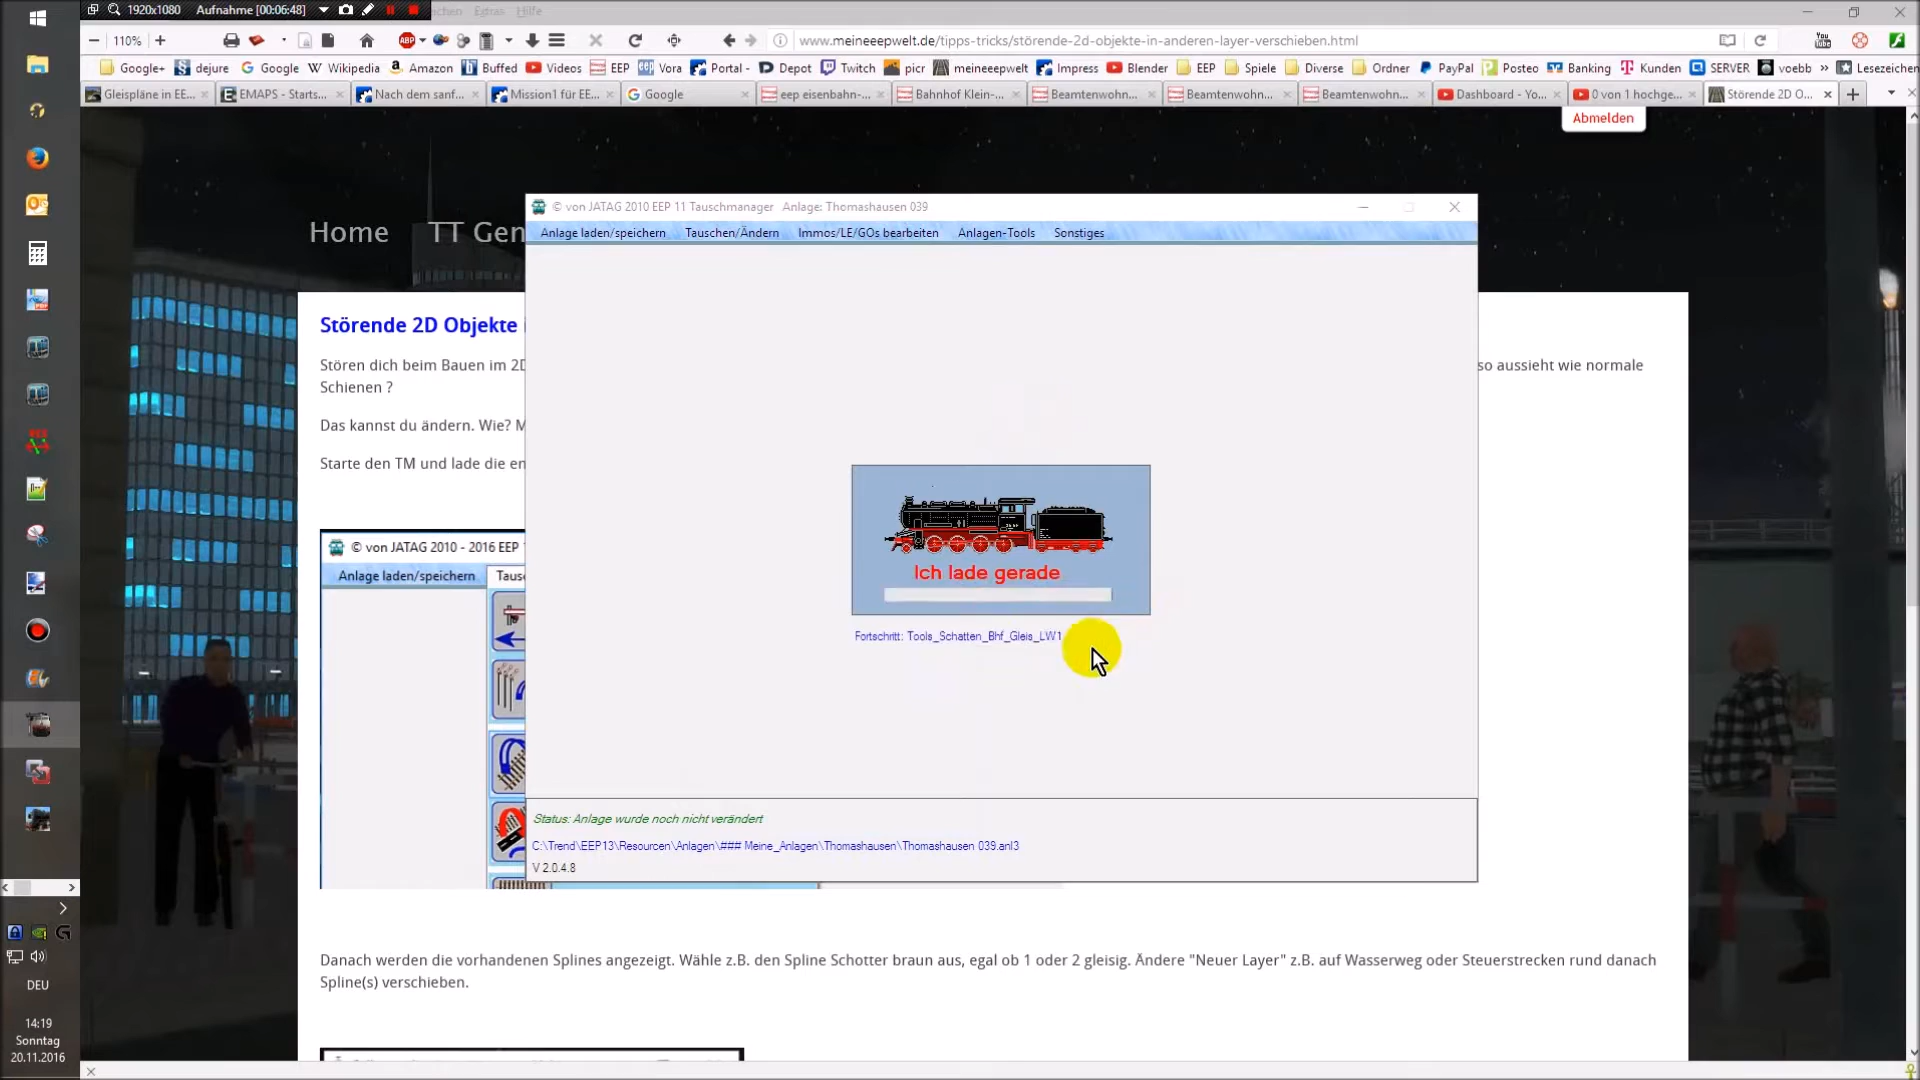 1920x1080 Aufnahme [00:06:48]
Extras Hilfe
110%
www.meineeepwelt.de/tipps-tricks/störende-2d-objekte-in-anderen-layer-verschieben.html
Google+ dejure Google Wikipedia Amazon Buffed Videos EEP Vora Portal - Depot Twitch picr meineeepwelt Impress Blender EEP Spiele Diverse Ordner PayPal Posteo Banking Kunden SERVER voebb » Lesezeichen
Gleispläne in EE... EMAPS - Starts... Nach dem sanf... Mission1 für EE... Google eep eisenbahn-... Bahnhof Klein-... Beamtenwohn... Beamtenwohn... Beamtenwohn... Dashboard - Yo... 0 von 1 hochge... Störende 2D O...
Abmelden
© von JATAG 2010 EEP 11 Tauschmanager Anlage: Thomashausen 039
Home TT Gen
Anlage laden/speichern Tauschen/Ändern Immos/LE/GOs bearbeiten Anlagen-Tools Sonstiges
Störende 2D Objekte i
Stören dich beim Bauen im 2D so aussieht wie normale
Schienen ?
Das kannst du ändern. Wie? M
Starte den TM und lade die en
© von JATAG 2010 - 2016 EEP
Anlage laden/speichern Taus
Ich lade gerade
Fortschritt: Tools_Schatten_Bhf_Gleis_LW1
Status: Anlage wurde noch nicht verändert
C:\Trend\EEP13\Resourcen\Anlagen\### Meine_Anlagen\Thomashausen\Thomashausen 039.anl3
V 2.0.4.8
Danach werden die vorhandenen Splines angezeigt. Wähle z.B. den Spline Schotter braun aus, egal ob 1 oder 2 gleisig. Ändere "Neuer Layer" z.B. auf Wasserweg oder Steuerstrecken rund danach
Spline(s) verschieben.
DEU
14:19
Sonntag
20.11.2016